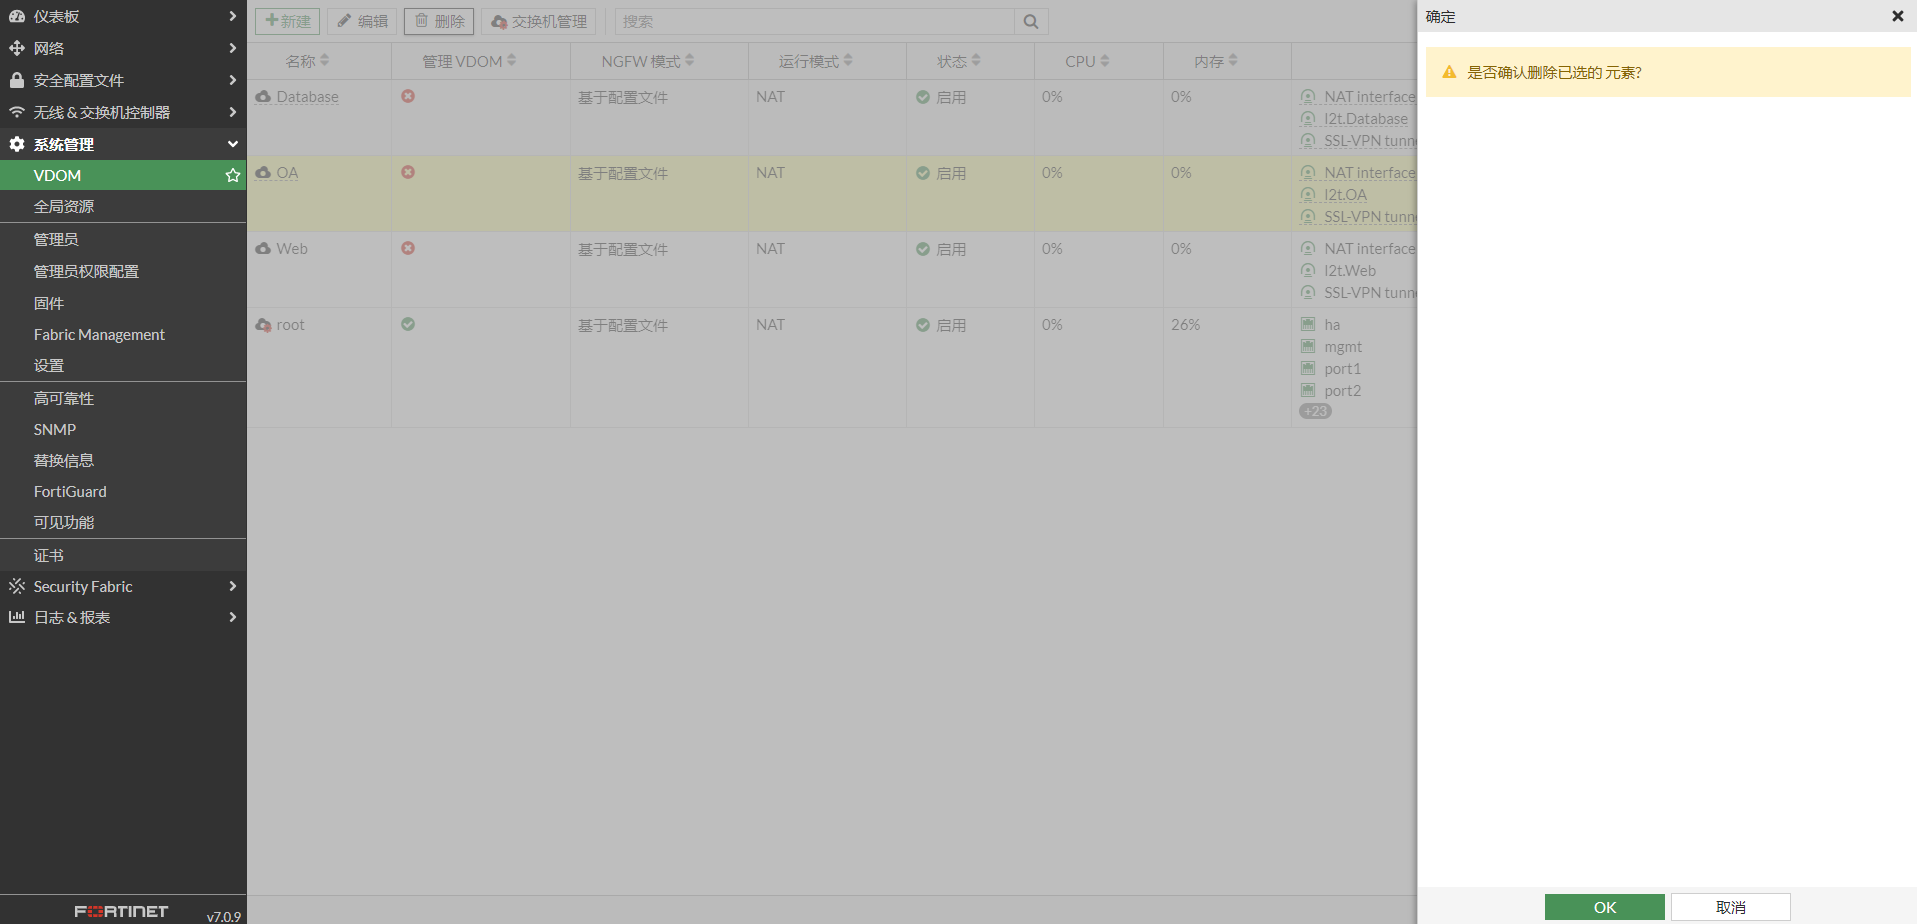 仪表板
网络
安全配置文件
无线 & 交换机控制器
系统管理
VDOM
全局资源
管理员
管理员权限配置
固件
Fabric Management
设置
高可靠性
SNMP
替换信息
FortiGuard
可见功能
证书
Security Fabric
日志 & 报表
FORTINET
v7.0.9
新建 编辑 删除 交换机管理 搜索
名称 管理 VDOM NGFW 模式 运行模式 状态 CPU 内存
Database 基于配置文件 NAT 启用 0% 0% NAT interface
l2t.Database
SSL-VPN tunne
OA 基于配置文件 NAT 启用 0% 0% NAT interface
l2t.OA
SSL-VPN tunne
Web 基于配置文件 NAT 启用 0% 0% NAT interface
l2t.Web
SSL-VPN tunne
root 基于配置文件 NAT 启用 0% 26% ha
mgmt
port1
port2
+23
确定
是否确认删除已选的 元素?
OK 取消